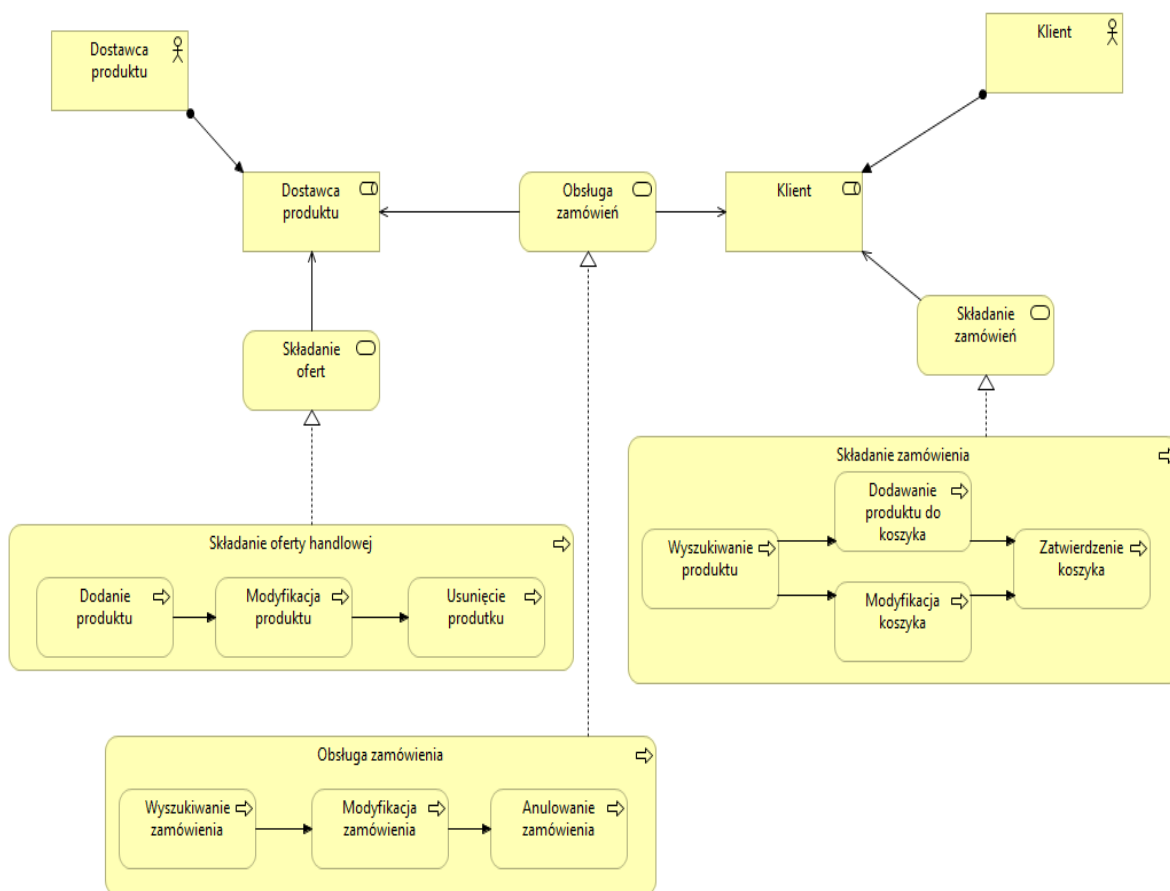 Dostawca
produktu
Klient
Dostawca
produktu
Obsługa
zamówień
Klient
Składanie
ofert
Składanie
zamówień
Składanie zamówienia
Wyszukiwanie
produktu
Dodawanie
produktu do
koszyka
Modyfikacja
koszyka
Zatwierdzenie
koszyka
Składanie oferty handlowej
Dodanie
produktu
Modyfikacja
produktu
Usunięcie
produtku
Obsługa zamówienia
Wyszukiwanie
zamówienia
Modyfikacja
zamówienia
Anulowanie
zamówienia